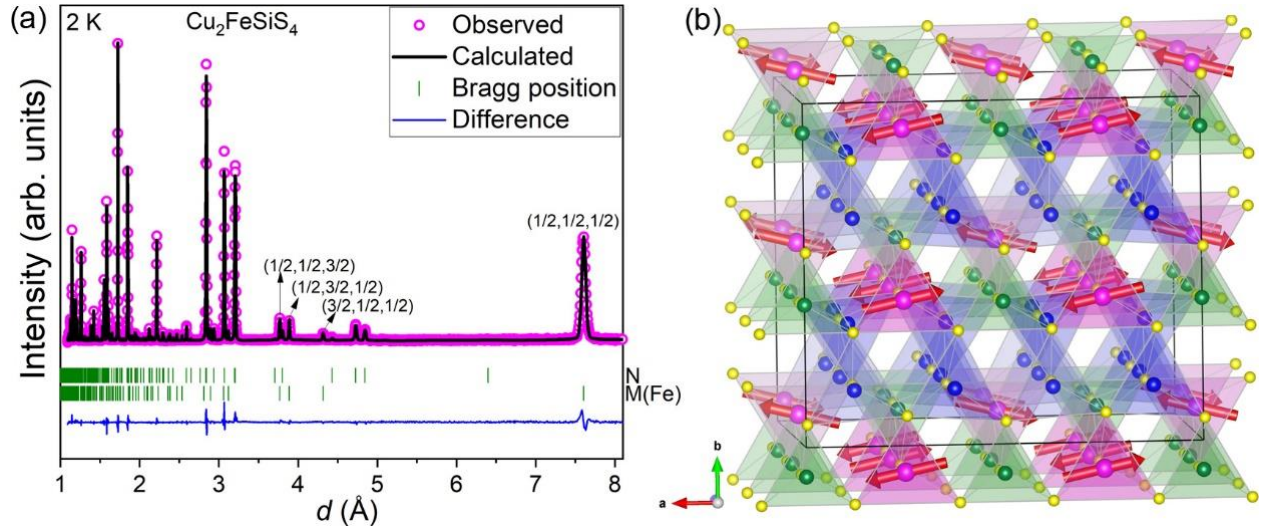 (a)
2 K
Cu₂FeSiS₄
Observed
Calculated
Bragg position
Difference
Intensity (arb. units)
(1/2,1/2,1/2)
(1/2,1/2,3/2)
(1/2,3/2,1/2)
(3/2,1/2,1/2)
N
M(Fe)
1 2 3 4 5 6 7 8
d (Å)
(b)
b
a